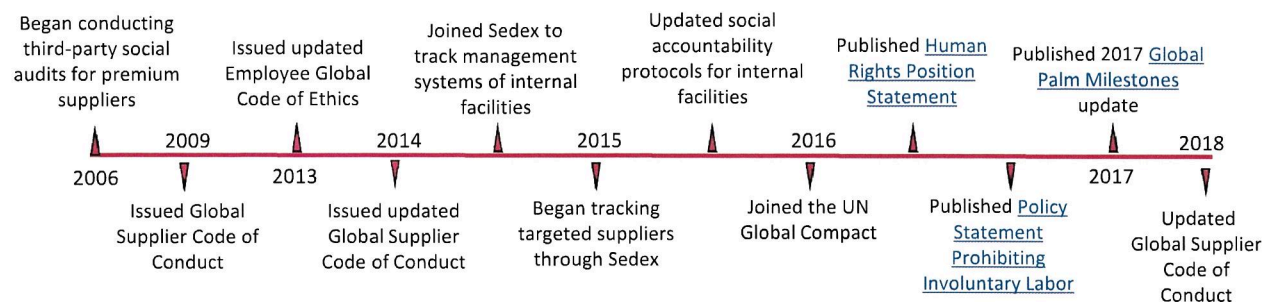 Began conducting
third-party social
audits for premium
suppliers
Issued updated
Employee Global
Code of Ethics
Joined Sedex to
track management
systems of internal
facilities
Updated social
accountability
protocols for internal
facilities
Published Human
Rights Position
Statement
Published 2017 Global
Palm Milestones
update
2009
2014
2015
2016
2018
2006
2013
2017
Issued Global
Supplier Code of
Conduct
Issued updated
Global Supplier
Code of Conduct
Began tracking
targeted suppliers
through Sedex
Joined the UN
Global Compact
Published Policy
Statement
Prohibiting
Involuntary Labor
Updated
Global Supplier
Code of
Conduct